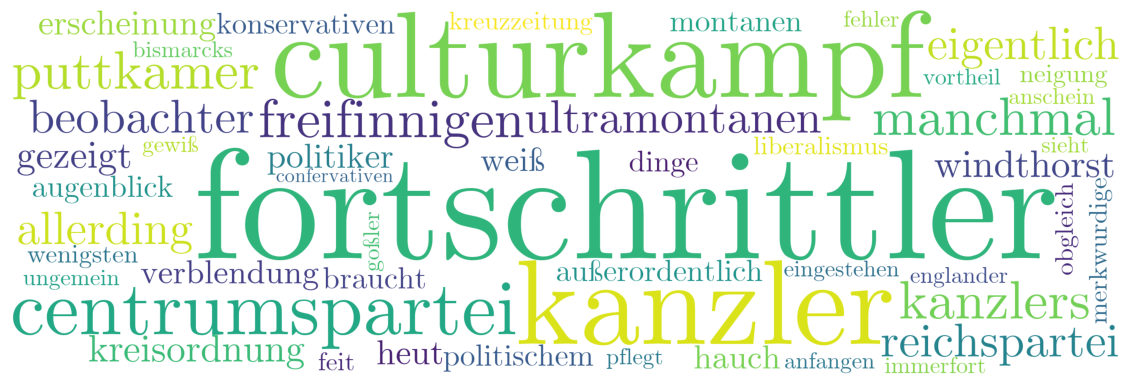 erscheinung konservativen kreuzzeitung montanen fehler
bismarcks culturkampf eigentlich
puttkamer vortheil neigung
anschein
beobachter freifinnigen ultramontanen manchmal
gezeigt gewiß politiker weiß dinge liberalismus sieht
confervativen windthorst
augenblick fortschrittler obgleich merkwurdige
allerding goßler
wenigsten
ungemein verblendung braucht außerordentlich eingestehen englander
centrumspartei kanzler kanzlers
kreisordnung heut politischem pflegt hauch reichspartei
feit anfangen immerfort